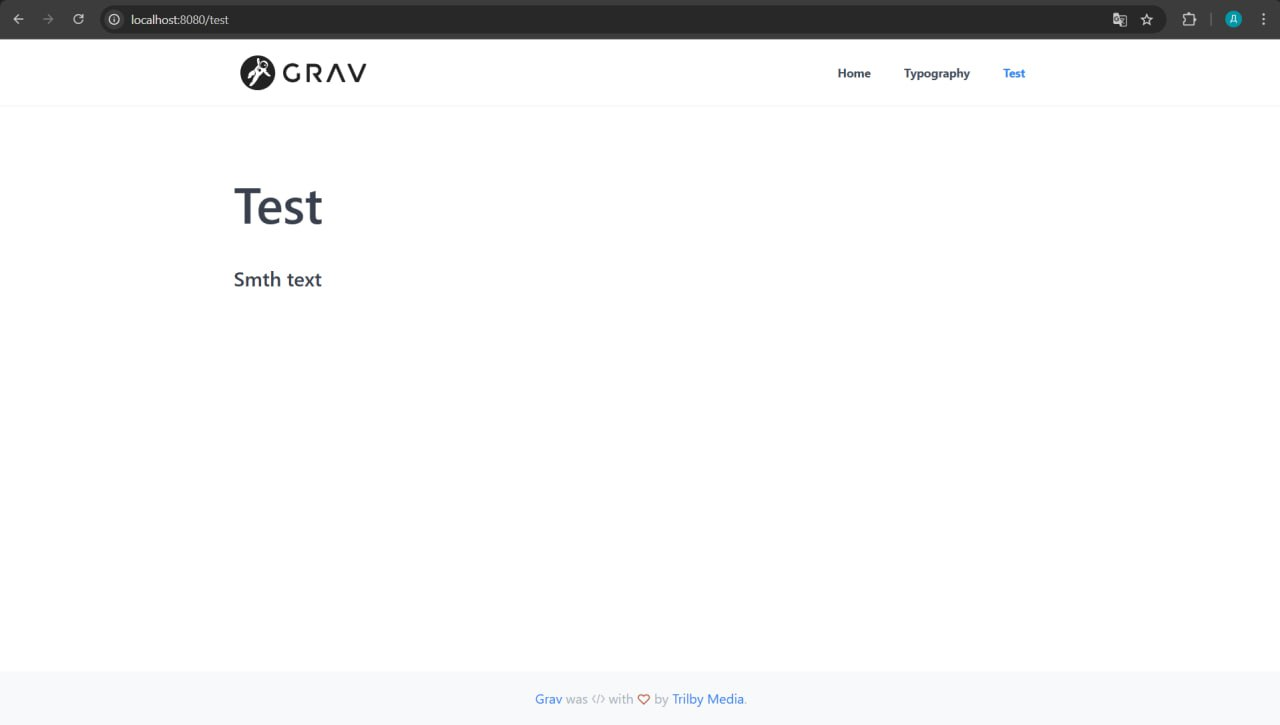 localhost:8080/test
Д
GRAV
Home Typography Test
Test
Smth text
Grav was </> with ♡ by Trilby Media.